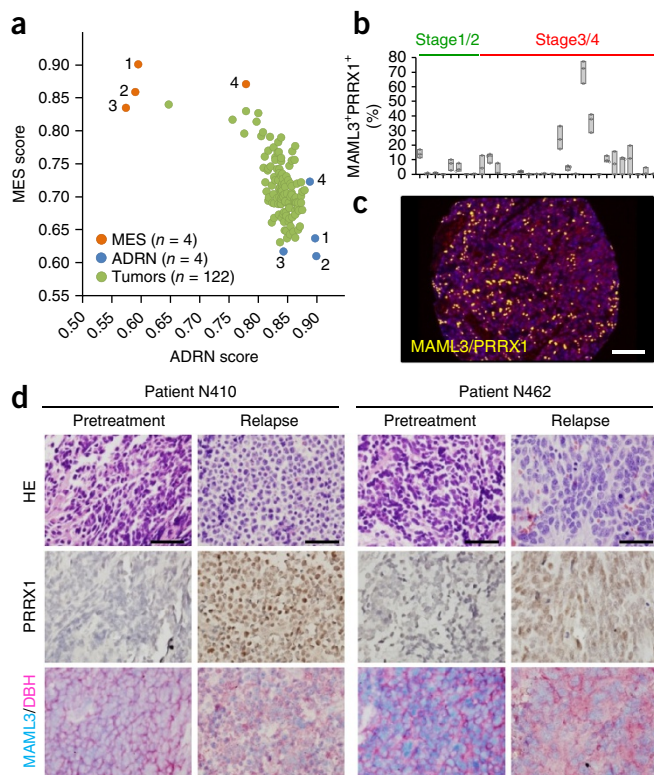 a
MES score
0.90
0.85
0.80
0.75
0.70
0.65
0.60
0.55
1
2
3
4
4
1
2
3
MES (n = 4)
ADRN (n = 4)
Tumors (n = 122)
0.50
0.55
0.60
0.65
0.70
0.75
0.80
0.85
0.90
ADRN score
b
Stage1/2 Stage3/4
MAML3+PRRX1+
(%)
80
70
60
50
40
30
20
10
0
c
MAML3/PRRX1
d
Patient N410 Patient N462
Pretreatment Relapse Pretreatment Relapse
HE
PRRX1
MAML3/DBH